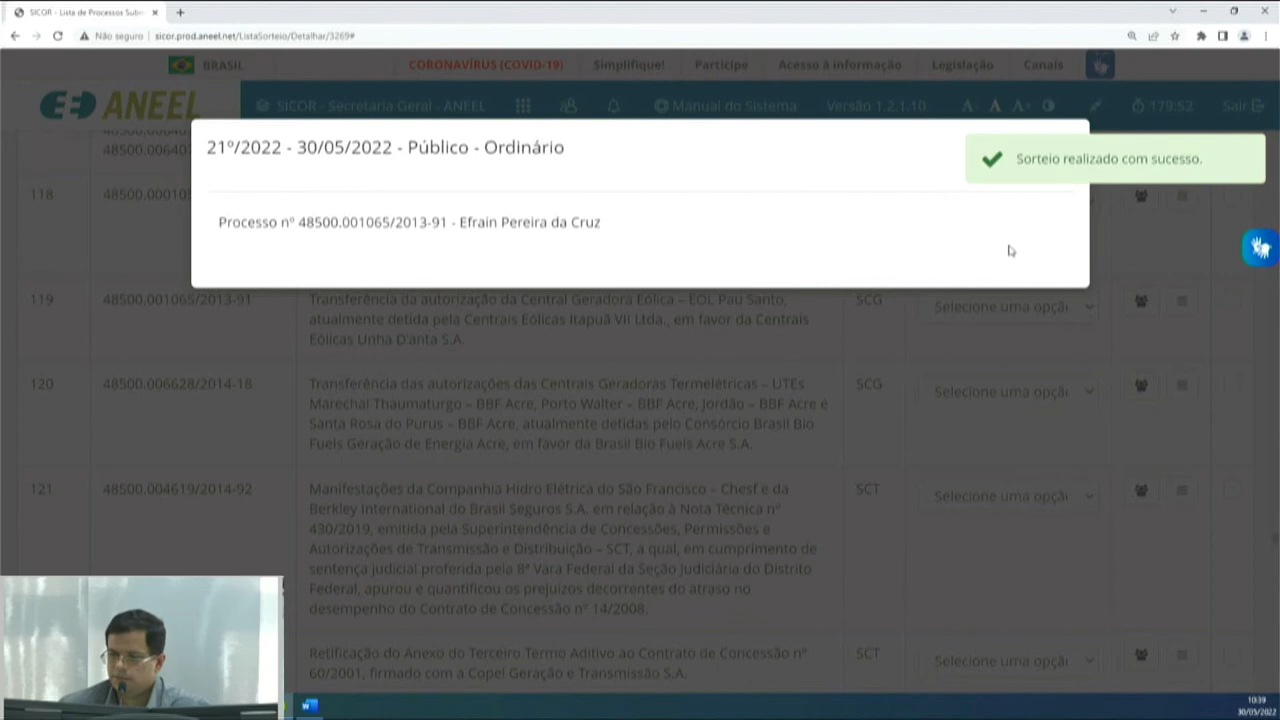 SICOR - Lista de Processos Subm
Não seguro | sicor.prod.aneel.net/ListaSorteio/Detalhar/3269#
BRASIL
CORONAVÍRUS (COVID-19)
Simplifique!
Participe
Acesso à informação
Legislação
Canais
ANEEL
SICOR - Secretaria Geral - ANEEL
Manual do Sistema
Versão 1.2.1.10
A-
A
A+
179:52
Sair
21º/2022 - 30/05/2022 - Público - Ordinário
Sorteio realizado com sucesso.
Processo nº 48500.001065/2013-91 - Efrain Pereira da Cruz
118
119
48500.001065/2013-91
Transferência da autorização da Central Geradora Eólica – EOL Pau Santo,
atualmente detida pela Centrais Eólicas Itapuã VII Ltda., em favor da Centrais
Eólicas Unha D'anta S.A.
SCG
Selecione uma opçã
120
48500.006628/2014-18
Transferência das autorizações das Centrais Geradoras Termelétricas – UTEs
Marechal Thaumaturgo – BBF Acre, Porto Walter – BBF Acre, Jordão – BBF Acre e
Santa Rosa do Purus – BBF Acre, atualmente detidas pelo Consórcio Brasil Bio
Fuels Geração de Energia Acre, em favor da Brasil Bio Fuels Acre S.A.
SCG
Selecione uma opçã
121
48500.004619/2014-92
Manifestações da Companhia Hidro Elétrica do São Francisco – Chesf e da
Berkley International do Brasil Seguros S.A. em relação à Nota Técnica nº
430/2019, emitida pela Superintendência de Concessões, Permissões e
Autorizações de Transmissão e Distribuição – SCT, a qual, em cumprimento de
sentença judicial proferida pela 8ª Vara Federal da Seção Judiciária do Distrito
Federal, apurou e quantificou os prejuízos decorrentes do atraso no
desempenho do Contrato de Concessão nº 14/2008.
SCT
Selecione uma opçã
Retificação do Anexo do Terceiro Termo Aditivo ao Contrato de Concessão nº
60/2001, firmado com a Copel Geração e Transmissão S.A.
SCT
Selecione uma opçã
10:39
30/05/2022